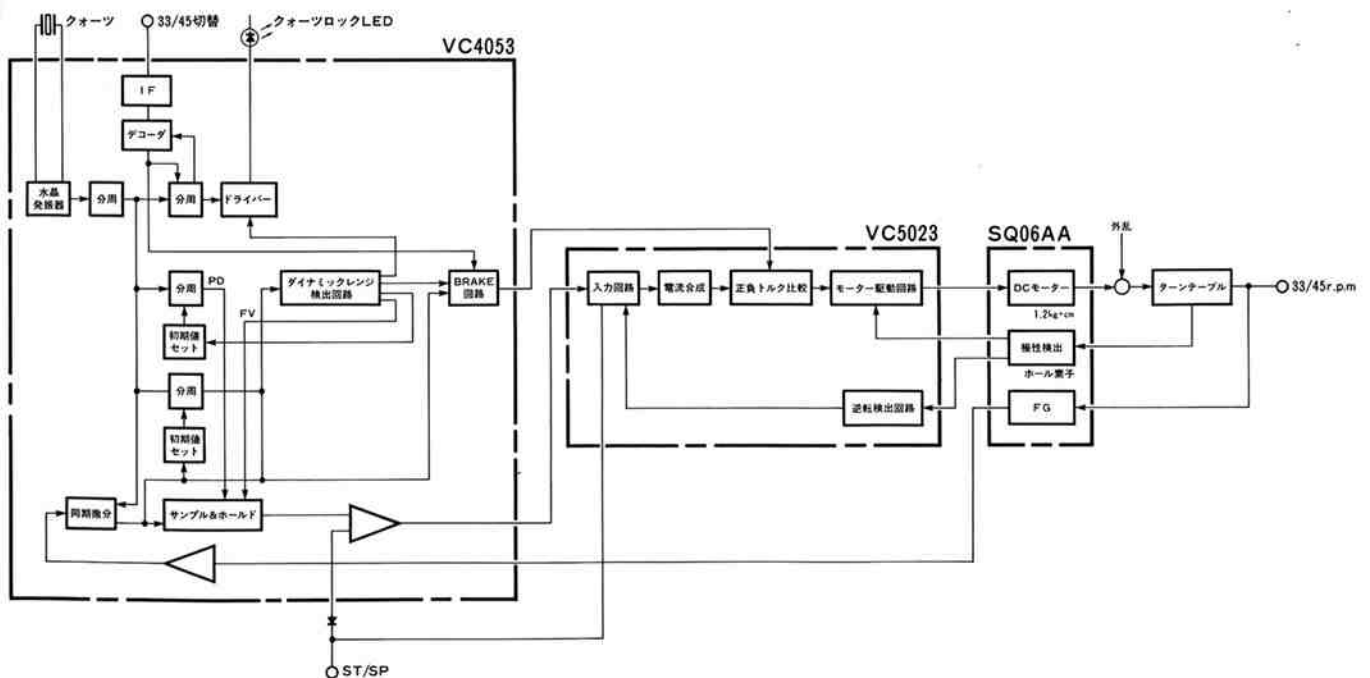 クォーツ
33/45切替
クォーツロックLED
VC4053
IF
デコーダ
水晶
発振器
分周
分周
ドライバー
分周
PD
初期値
セット
FV
ダイナミックレンジ
検出回路
BRAKE
回路
分周
初期値
セット
同期微分
サンプル&ホールド
ST/SP
VC5023
入力回路
電流合成
正負トルク比較
モーター駆動回路
逆転検出回路
SQ06AA
DCモーター
1.2kg・cm
極性検出
ホール素子
FG
外乱
ターンテーブル
33/45r.p.m